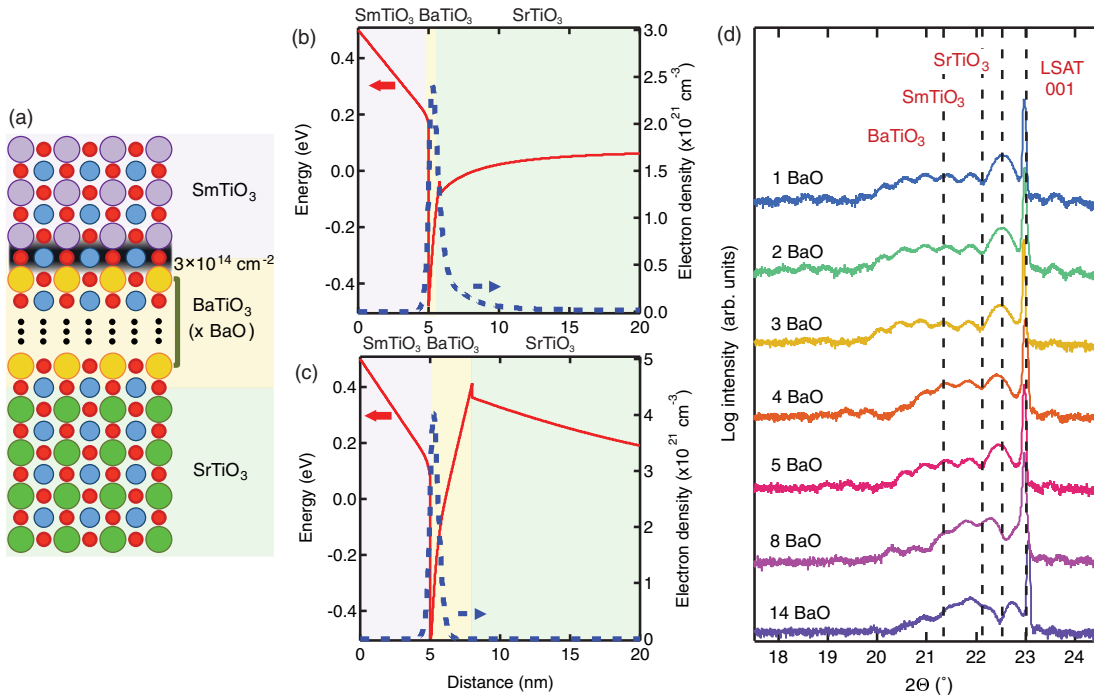 (a)
SmTiO3
3×10^14 cm^-2
BaTiO3
(x BaO)
SrTiO3
(b)
SmTiO3 BaTiO3 SrTiO3
0.4
0.2
0.0
-0.2
-0.4
Energy (eV)
3.0
2.5
2.0
1.5
1.0
0.5
0.0
Electron density (x10^21 cm^-3)
0 5 10 15 20
(c)
SmTiO3 BaTiO3 SrTiO3
0.4
0.2
0.0
-0.2
-0.4
Energy (eV)
5
4
3
2
1
0
Electron density (x10^21 cm^-3)
0 5 10 15 20
Distance (nm)
(d)
SrTiO3
LSAT
001
SmTiO3
BaTiO3
1 BaO
2 BaO
3 BaO
4 BaO
5 BaO
8 BaO
14 BaO
Log intensity (arb. units)
18 19 20 21 22 23 24
2Θ (°)